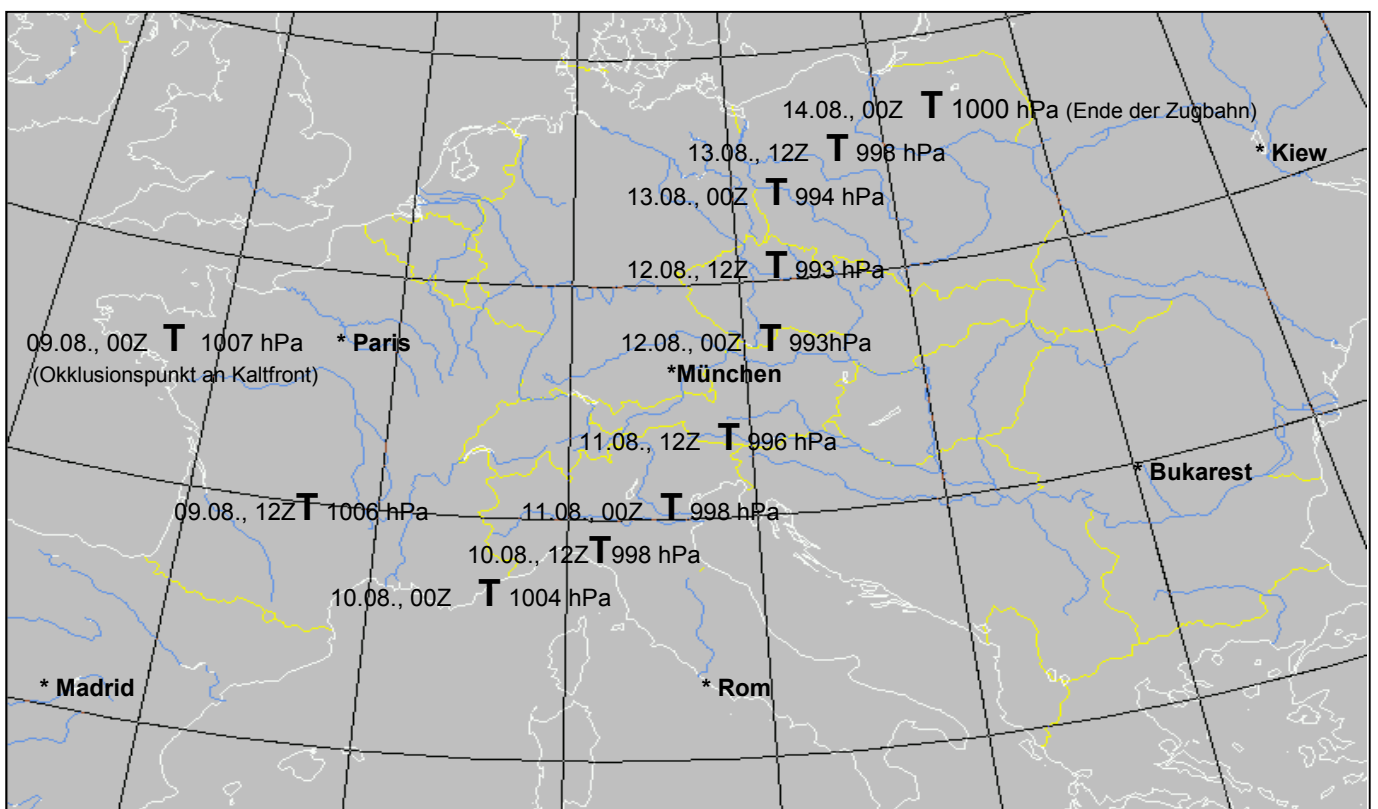 14.08., 00Z T 1000 hPa (Ende der Zugbahn)
13.08., 12Z T 998 hPa
* Kiew
13.08., 00Z T 994 hPa
12.08., 12Z T 993 hPa
09.08., 00Z T 1007 hPa
(Okklusionspunkt an Kaltfront)
* Paris
12.08., 00Z T 993hPa
*München
11.08., 12Z T 996 hPa
* Bukarest
09.08., 12Z T 1006 hPa
11.08., 00Z T 998 hPa
10.08., 12Z T 998 hPa
10.08., 00Z T 1004 hPa
* Madrid
* Rom